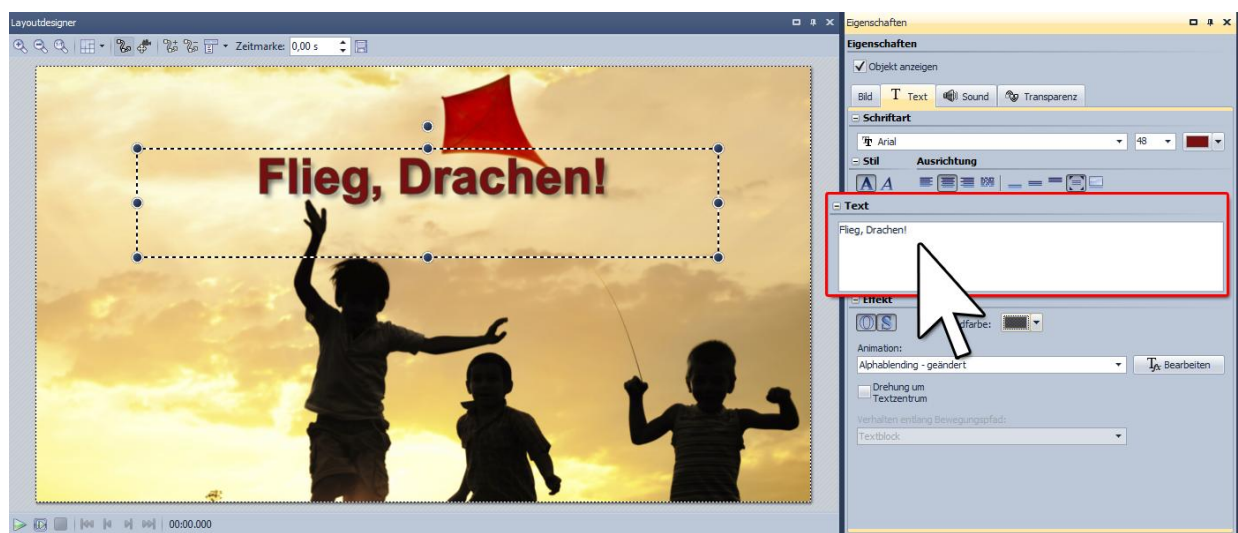 Layoutdesigner
Zeitmarke: 0,00 s
Flieg, Drachen!
00:00.000
Eigenschaften
Eigenschaften
Objekt anzeigen
Bild T Text Sound Transparenz
Schriftart
Arial 48
Stil Ausrichtung
A A
Text
Flieg, Drachen!
Effekt
dfarbe:
Animation:
Alphablending - geändert Bearbeiten
Drehung um
Textzentrum
Verhalten entlang Bewegungspfad:
Textblock